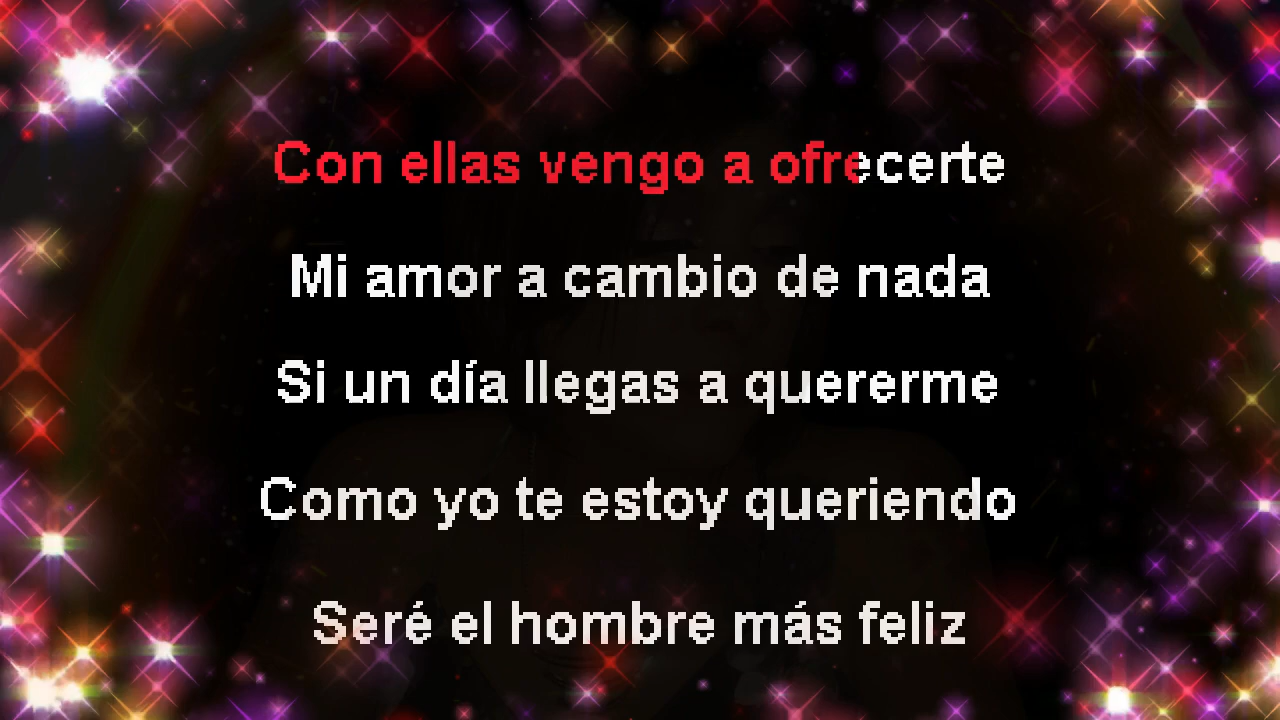 Con ellas vengo a ofrecerte
Mi amor a cambio de nada
Si un día llegas a quererme
Como yo te estoy queriendo
Seré el hombre más feliz